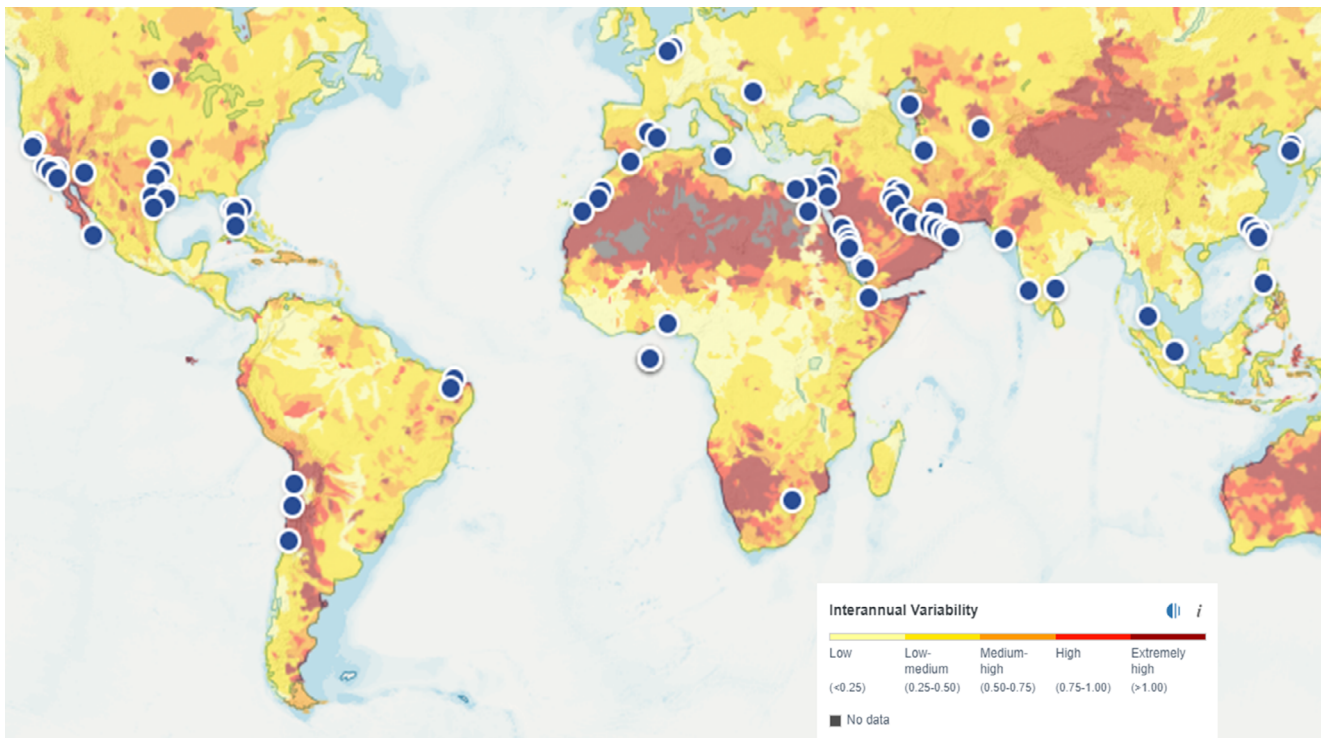 Interannual Variability i
Low Low- Medium- High Extremely
medium high high
(<0.25) (0.25-0.50) (0.50-0.75) (0.75-1.00) (>1.00)
No data